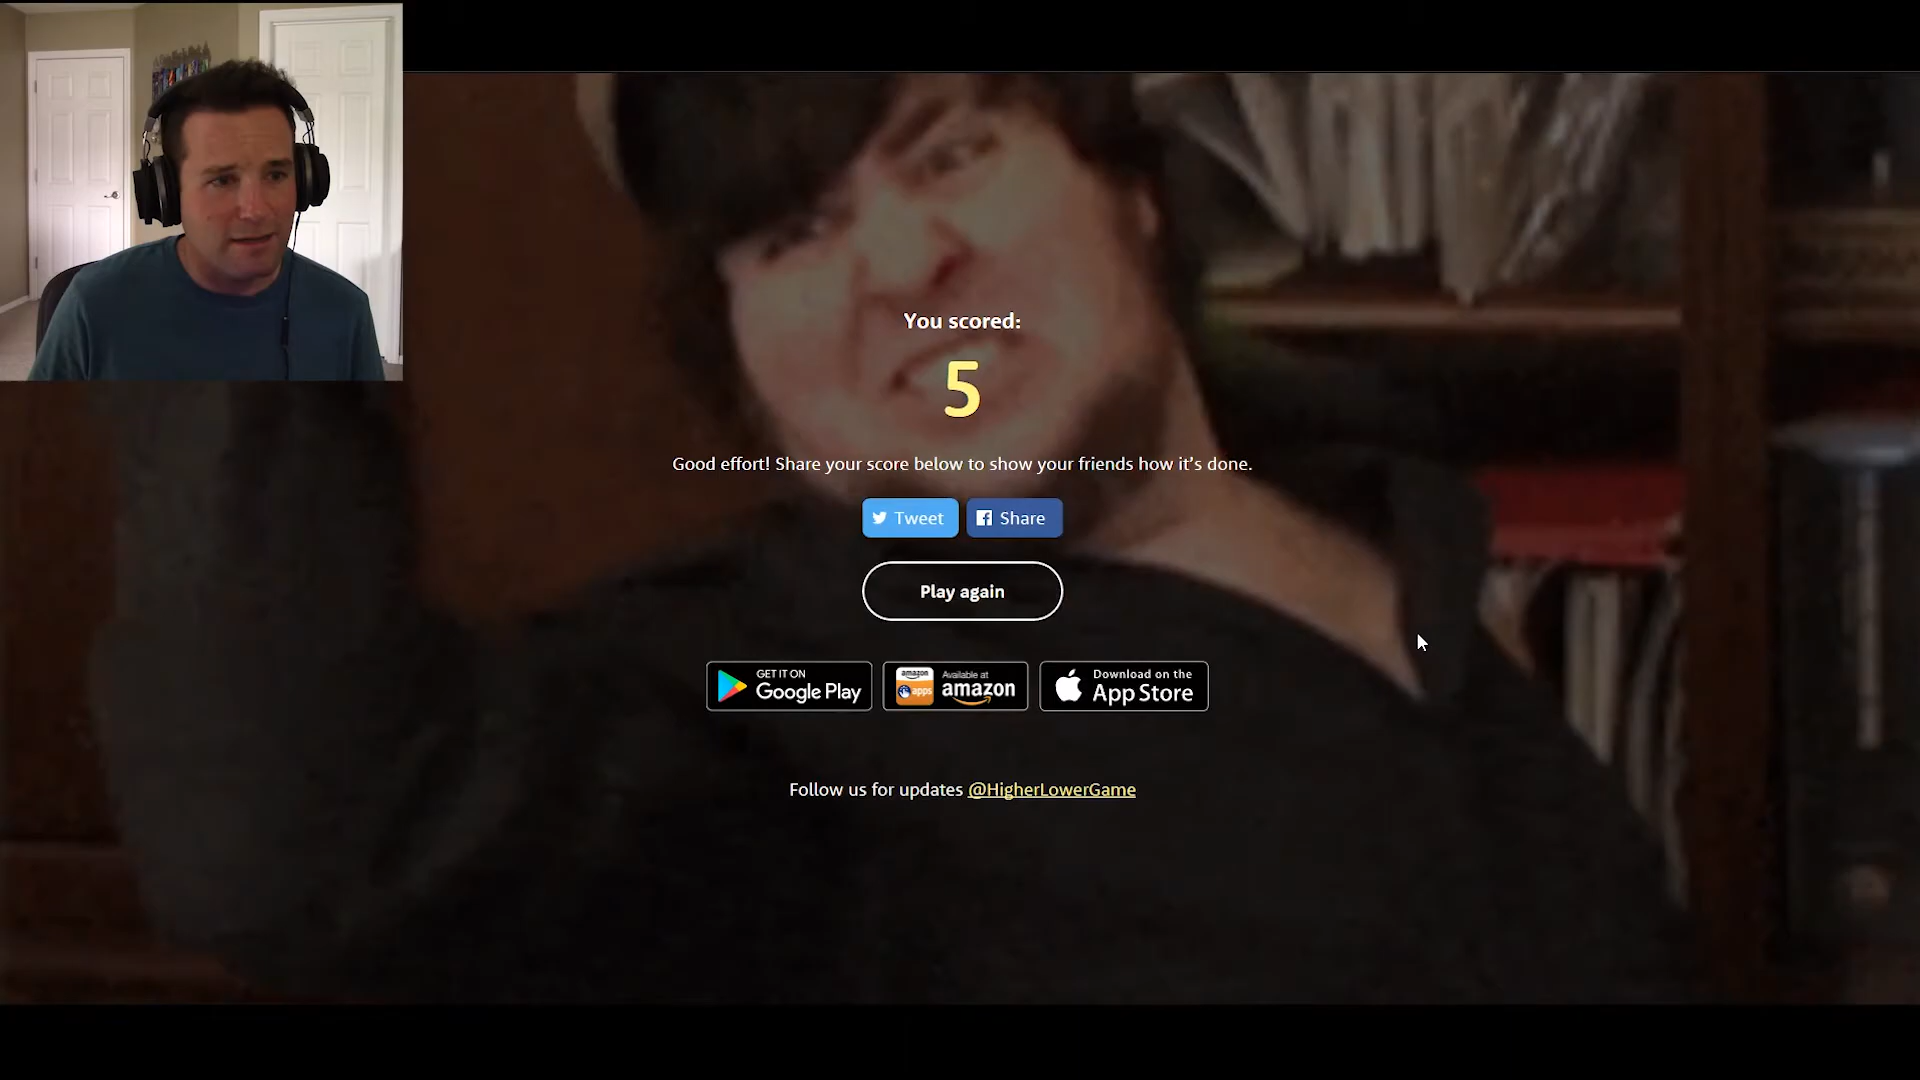 You scored:
5
Good effort! Share your score below to show your friends how it's done.
Tweet
Share
Play again
GET IT ON
Google Play
amazon
apps
Available at
amazon
Download on the
App Store
Follow us for updates @HigherLowerGame